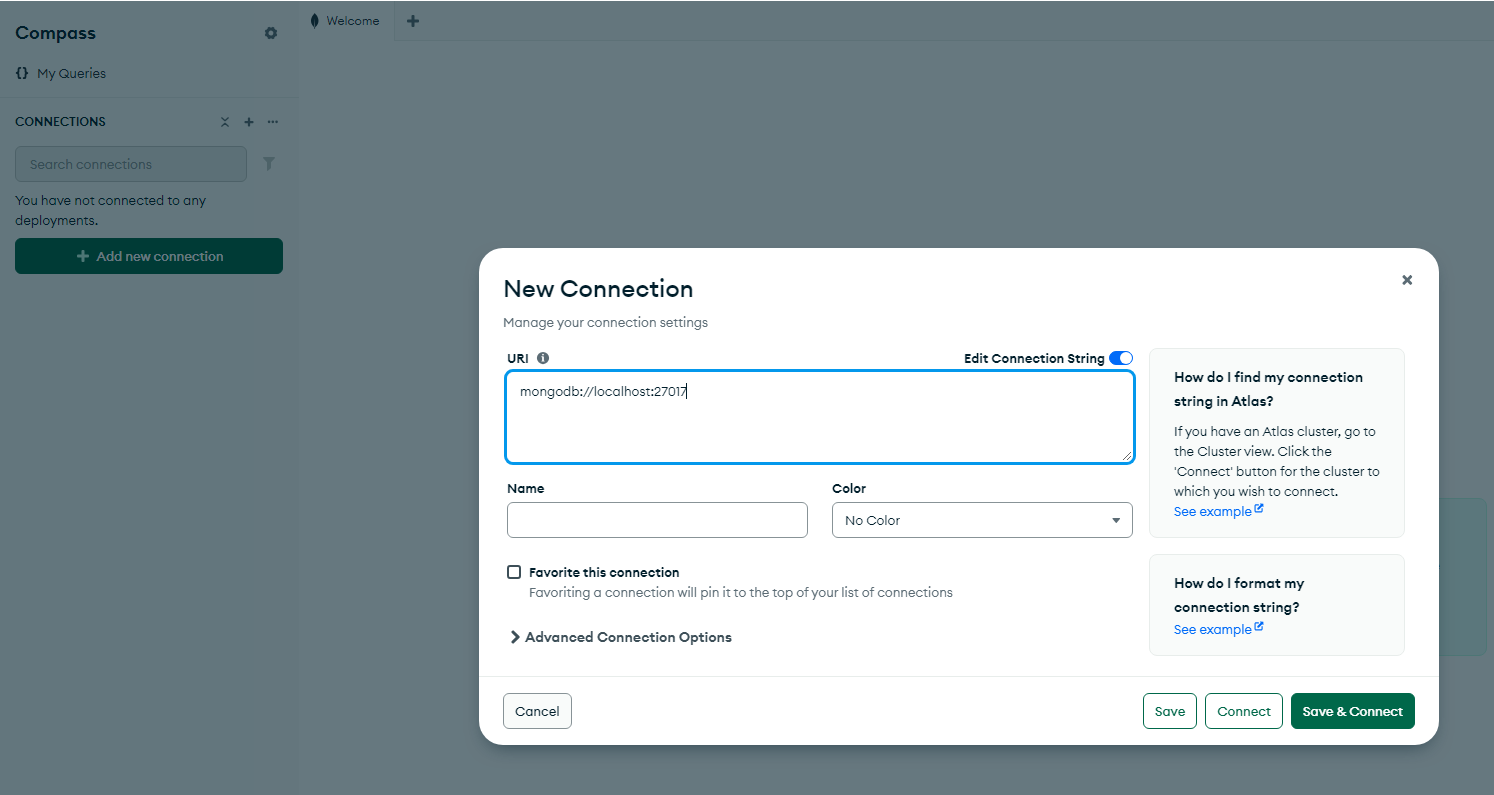 Compass
Welcome
{} My Queries
CONNECTIONS
Search connections
You have not connected to any
deployments.
Add new connection
New Connection
Manage your connection settings
URI
Edit Connection String
mongodb://localhost:27017
Name
Color
No Color
Favorite this connection
Favoriting a connection will pin it to the top of your list of connections
Advanced Connection Options
How do I find my connection
string in Atlas?
If you have an Atlas cluster, go to
the Cluster view. Click the
'Connect' button for the cluster to
which you wish to connect.
See example
How do I format my
connection string?
See example
Cancel
Save
Connect
Save & Connect